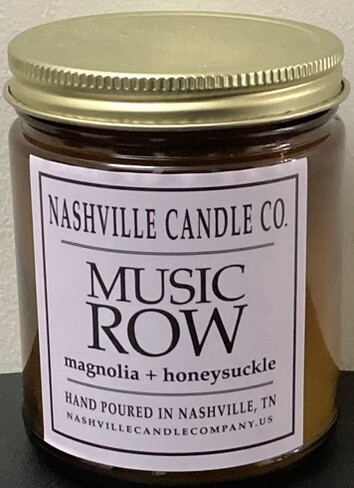 NASHVILLE CANDLE CO.
MUSIC
ROW
magnolia + honeysuckle
HAND POURED IN NASHVILLE, TN
NASHVILLECANDLECOMPANY.US